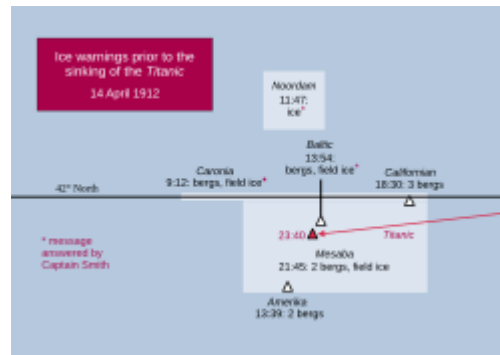 Ice warnings prior to the
sinking of the Titanic
14 April 1912
Noordam
11:47:
ice*
Baltic
13:54:
bergs, field ice*
Caronia
9:12: bergs, field ice*
Californian
18:30: 3 bergs
42° North
23:40
Titanic
* message
answered by
Captain Smith
Mesaba
21:45: 2 bergs, field ice
Amerika
13:39: 2 bergs